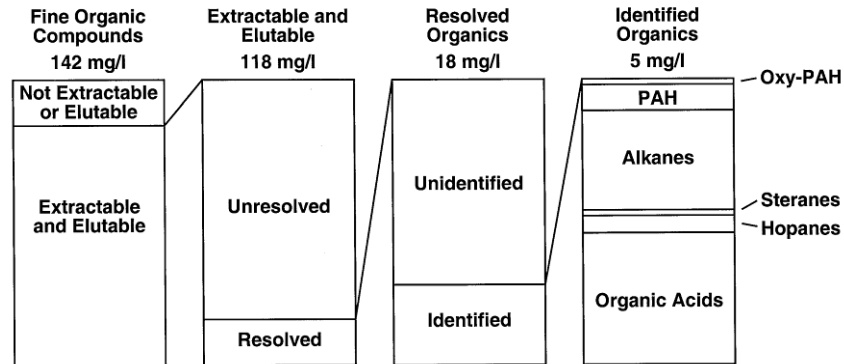 Fine Organic
Compounds
142 mg/l
Extractable and
Elutable
118 mg/l
Resolved
Organics
18 mg/l
Identified
Organics
5 mg/l
Not Extractable
or Elutable
Extractable
and Elutable
Unresolved
Resolved
Unidentified
Identified
Oxy-PAH
PAH
Alkanes
Steranes
Hopanes
Organic Acids